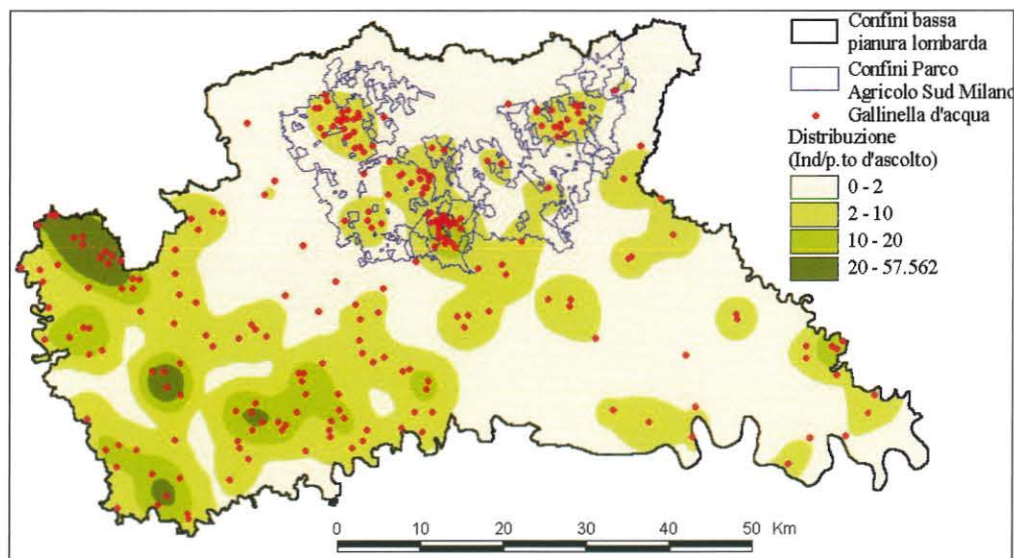 Confini bassa
pianura lombarda
Confini Parco
Agricolo Sud Milano
Gallinella d'acqua
Distribuzione
(Ind/p.to d'ascolto)
0 - 2
2 - 10
10 - 20
20 - 57.562
0 10 20 30 40 50 Km